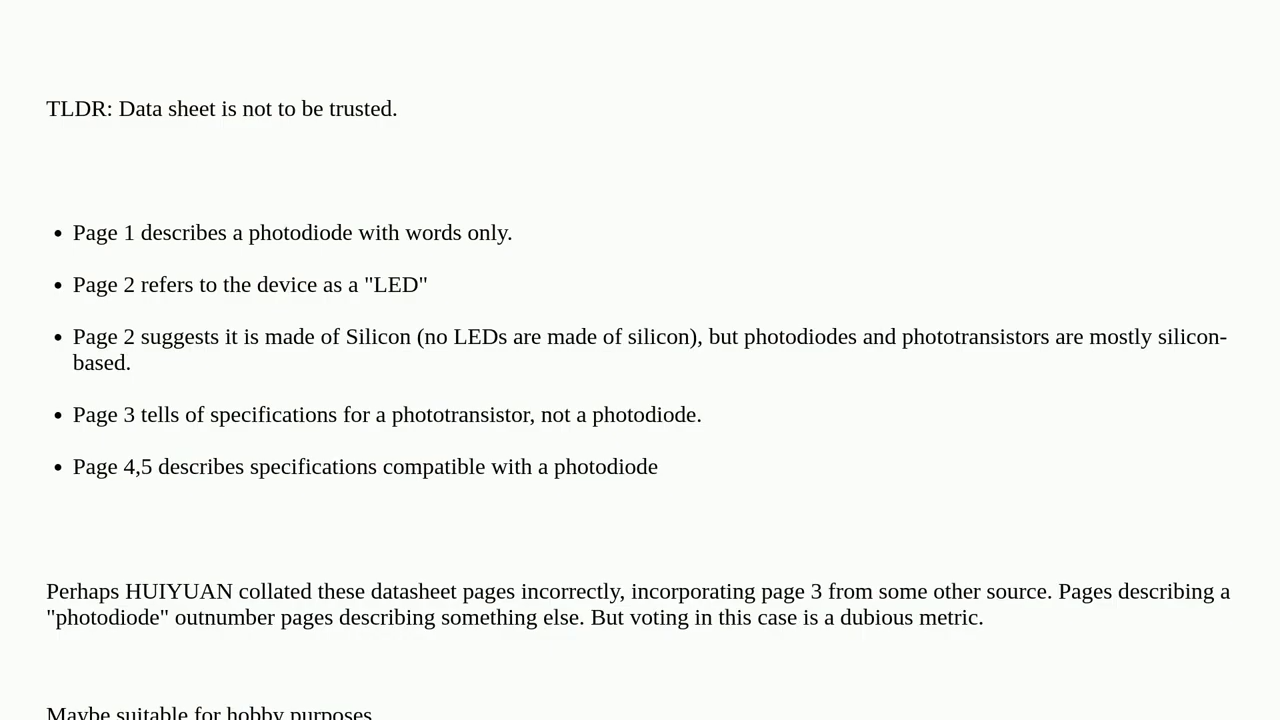 TLDR: Data sheet is not to be trusted.
• Page 1 describes a photodiode with words only.
• Page 2 refers to the device as a "LED"
• Page 2 suggests it is made of Silicon (no LEDs are made of silicon), but photodiodes and phototransistors are mostly silicon-
based.
• Page 3 tells of specifications for a phototransistor, not a photodiode.
• Page 4,5 describes specifications compatible with a photodiode
Perhaps HUIYUAN collated these datasheet pages incorrectly, incorporating page 3 from some other source. Pages describing a
"photodiode" outnumber pages describing something else. But voting in this case is a dubious metric.
Maybe suitable for hobby purposes